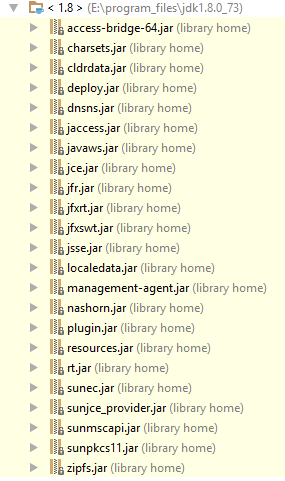 < 1.8 > (E:\program_files\jdk1.8.0_73)
access-bridge-64.jar (library home)
charsets.jar (library home)
cldrdata.jar (library home)
deploy.jar (library home)
dnsns.jar (library home)
jaccess.jar (library home)
javaws.jar (library home)
jce.jar (library home)
jfr.jar (library home)
jfxrt.jar (library home)
jfxswt.jar (library home)
jsse.jar (library home)
localedata.jar (library home)
management-agent.jar (library home)
nashorn.jar (library home)
plugin.jar (library home)
resources.jar (library home)
rt.jar (library home)
sunec.jar (library home)
sunjce_provider.jar (library home)
sunmscapi.jar (library home)
sunpkcs11.jar (library home)
zipfs.jar (library home)